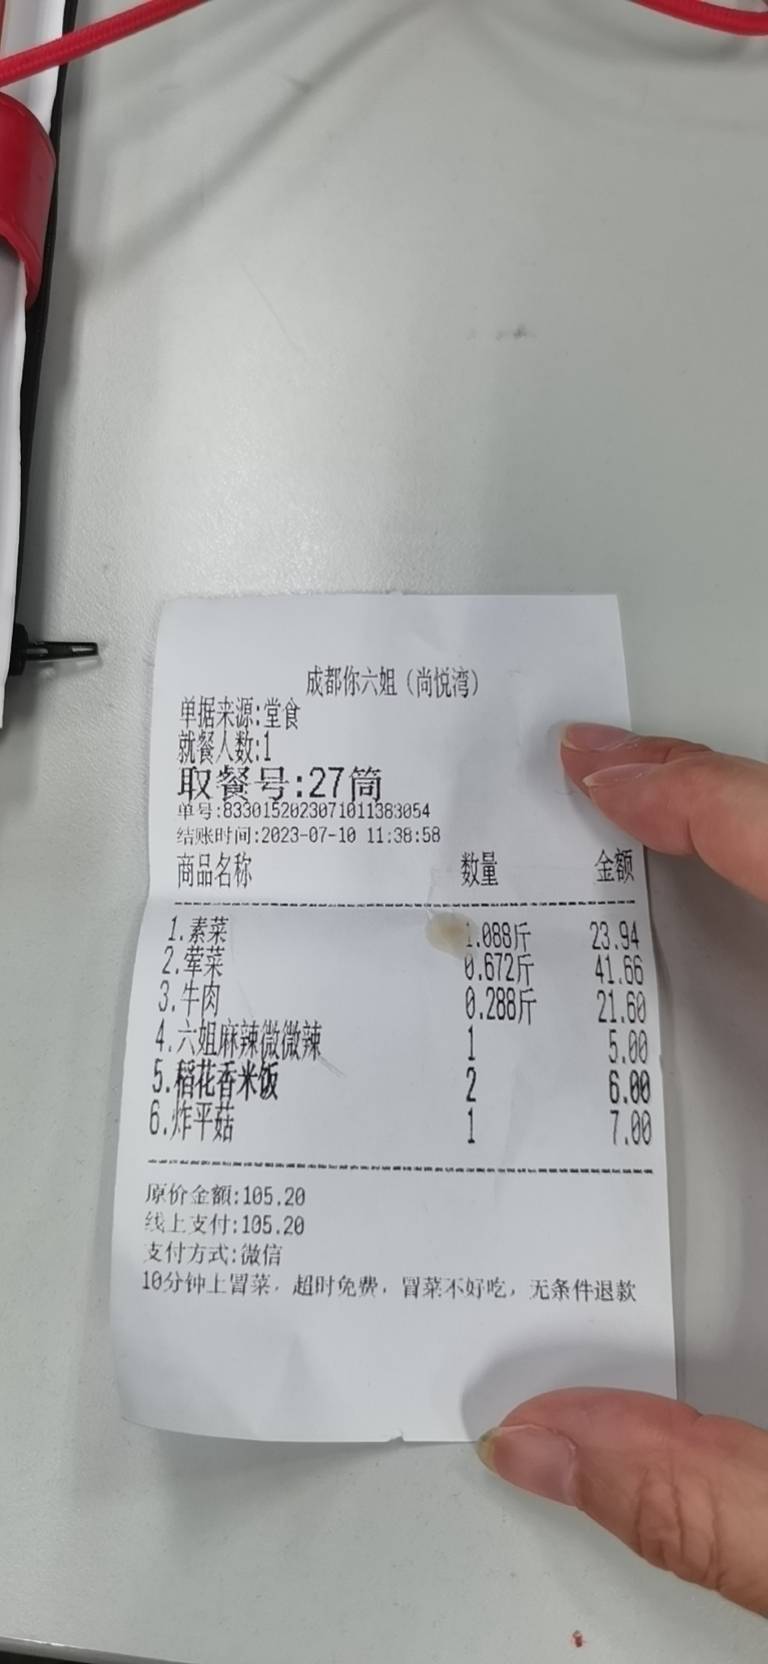 成都你六姐(尚悦湾)
单据来源:堂食
就餐人数:1
取餐号:27筒
单号:8330152023071011383054
结账时间:2023-07-10 11:38:58
商品名称 数量 金额
1.素菜 1.088斤 23.94
2.荤菜 0.672斤 41.66
3.牛肉 0.288斤 21.60
4.六姐麻辣微微辣 1 5.00
5.稻花香米饭 2 6.00
6.炸平菇 1 7.00
原价金额:105.20
线上支付:105.20
支付方式:微信
10分钟上冒菜，超时免费，冒菜不好吃，无条件退款